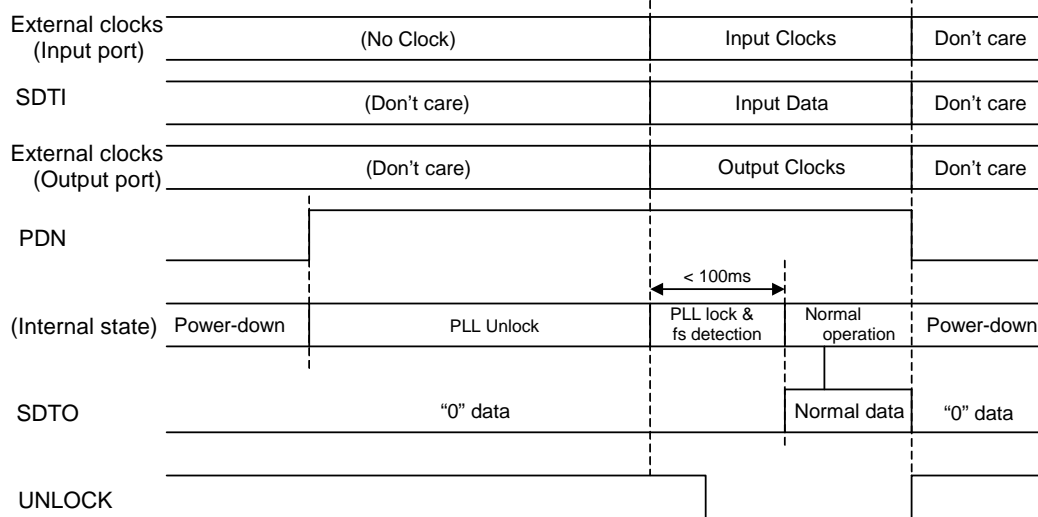 External clocks
(Input port)
(No Clock)
Input Clocks
Don't care
SDTI
(Don't care)
Input Data
Don't care
External clocks
(Output port)
(Don't care)
Output Clocks
Don't care
PDN
< 100ms
(Internal state)
Power-down
PLL Unlock
PLL lock &
fs detection
Normal
operation
Power-down
SDTO
“0” data
Normal data
“0” data
UNLOCK